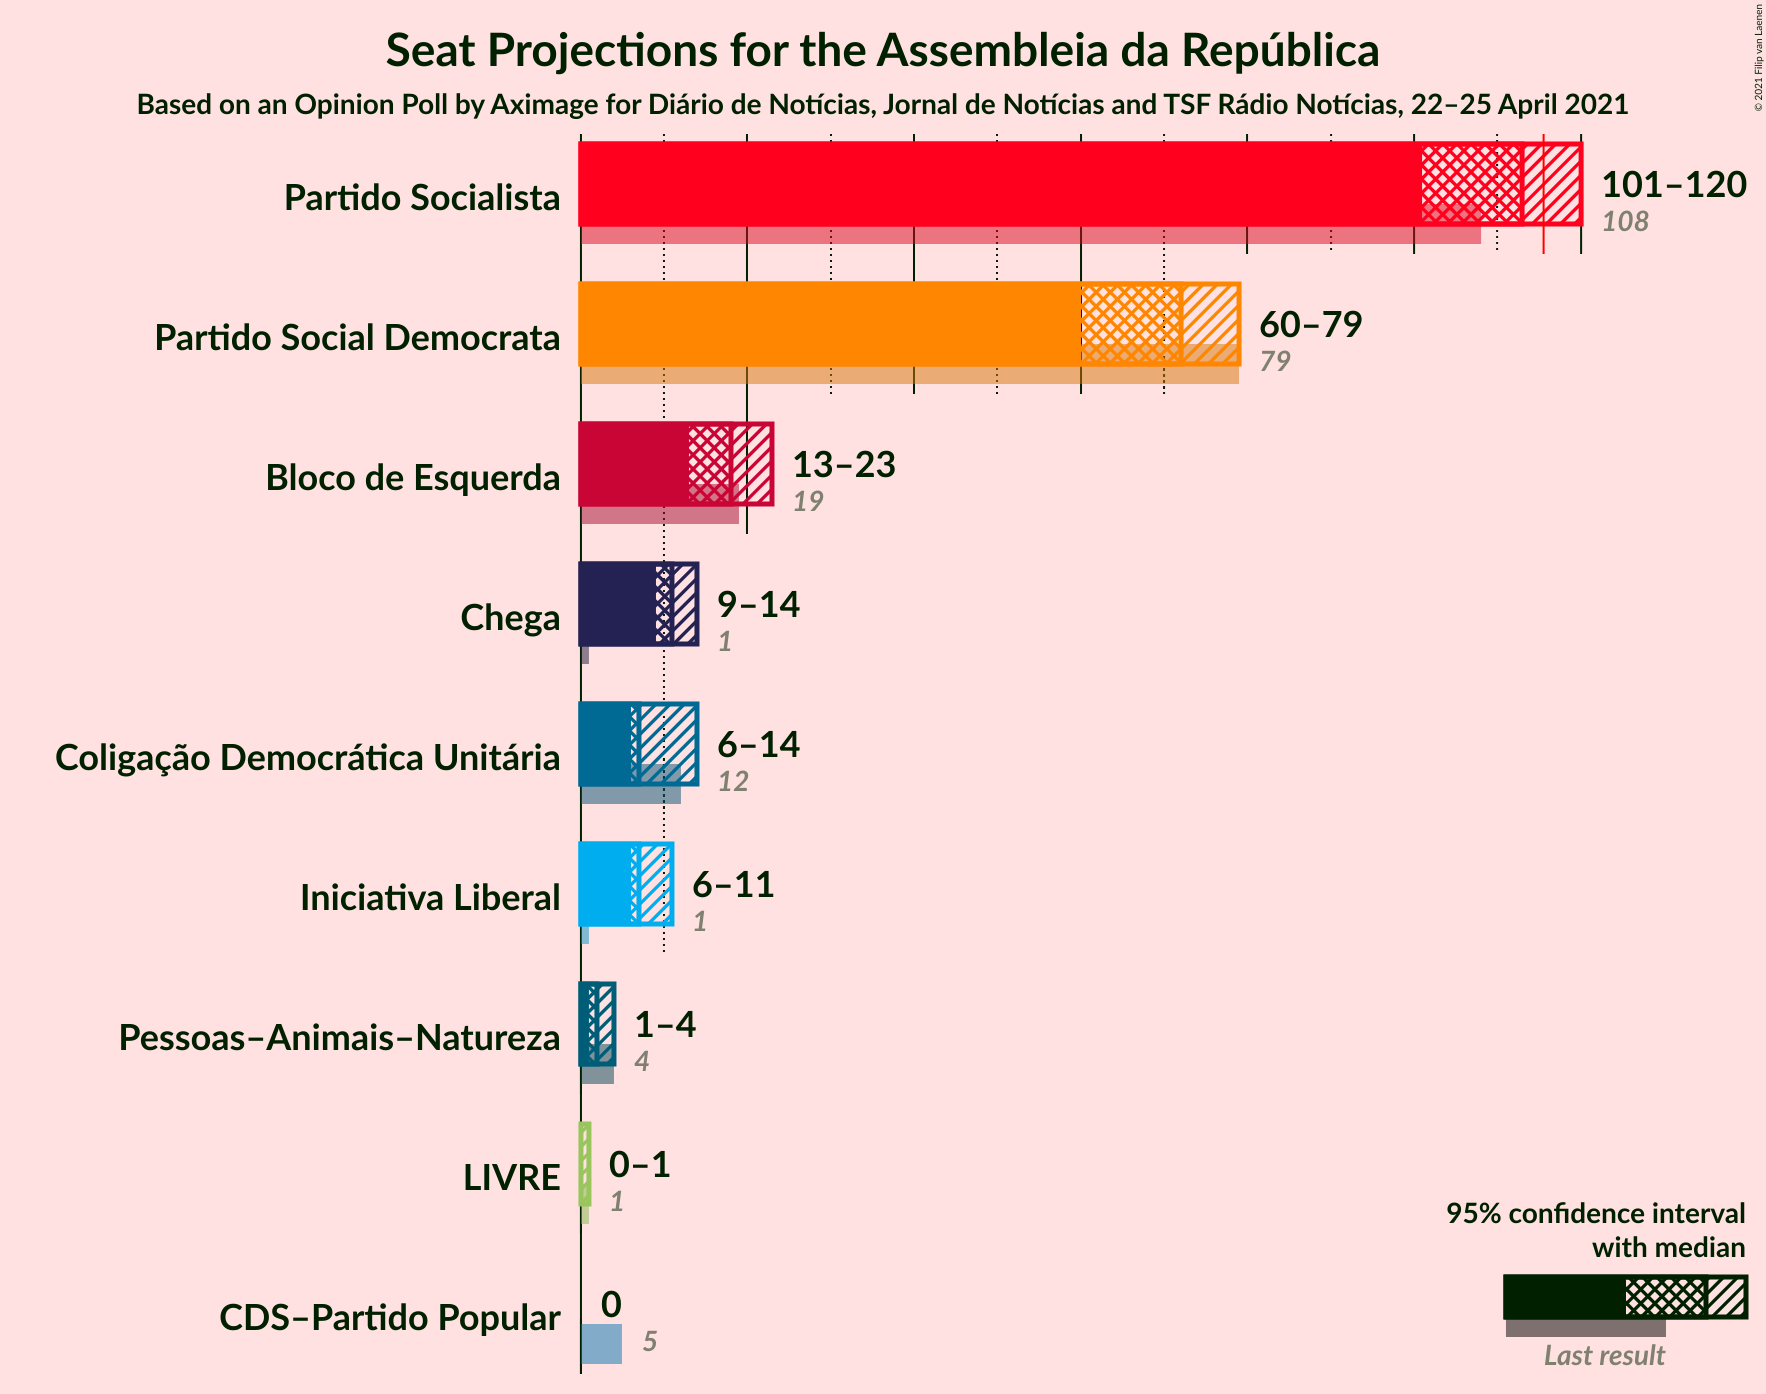 Seat Projections for the Assembleia da República
Based on an Opinion Poll by Aximage for Diário de Notícias, Jornal de Notícias and TSF Rádio Notícias, 22–25 April 2021
© 2021 Filip van Laenen
Partido Socialista
101–120
108
Partido Social Democrata
60–79
79
Bloco de Esquerda
13–23
19
Chega
9–14
1
Coligação Democrática Unitária
6–14
12
Iniciativa Liberal
6–11
1
Pessoas–Animais–Natureza
1–4
4
LIVRE
0–1
1
CDS–Partido Popular
0
5
95% confidence interval
with median
Last result